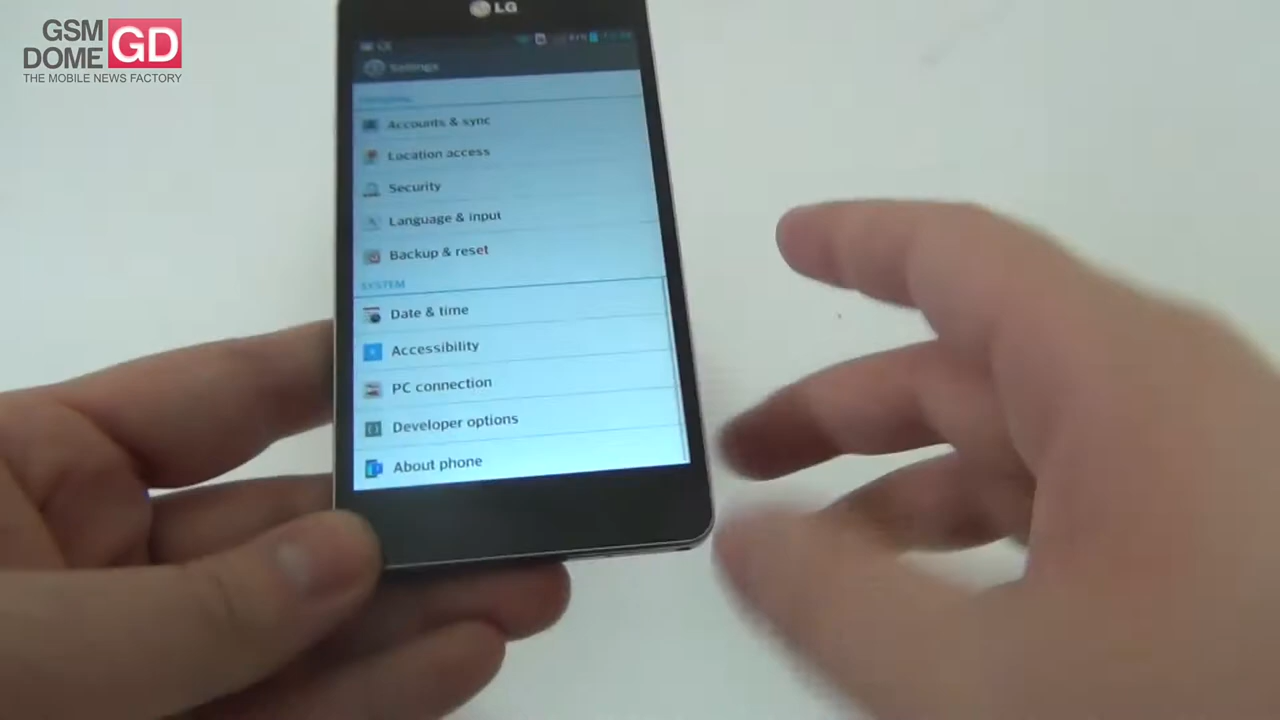 GSM
DOME GD
THE MOBILE NEWS FACTORY
LG
Settings
Accounts & sync
Location access
Security
Language & input
Backup & reset
SYSTEM
Date & time
Accessibility
PC connection
Developer options
About phone